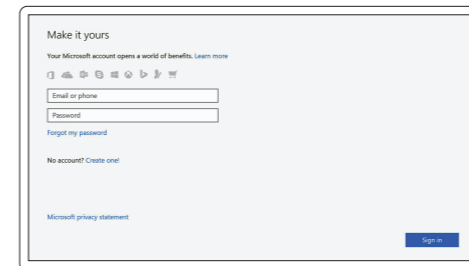 Make it yours
Your Microsoft account opens a world of benefits. Learn more
Email or phone
Password
Forgot my password
No account? Create one!
Microsoft privacy statement
Sign in